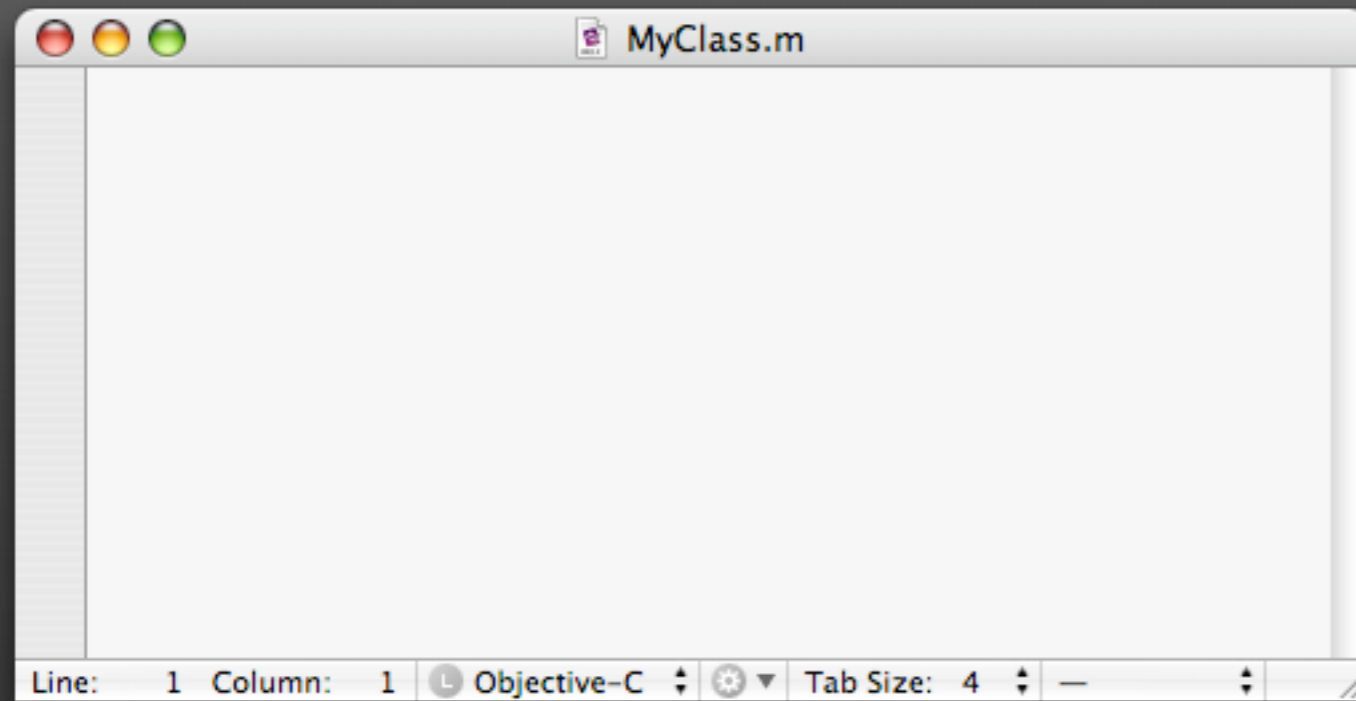 MyClass.m
Line: 1 Column: 1 L Objective-C Tab Size: 4 —